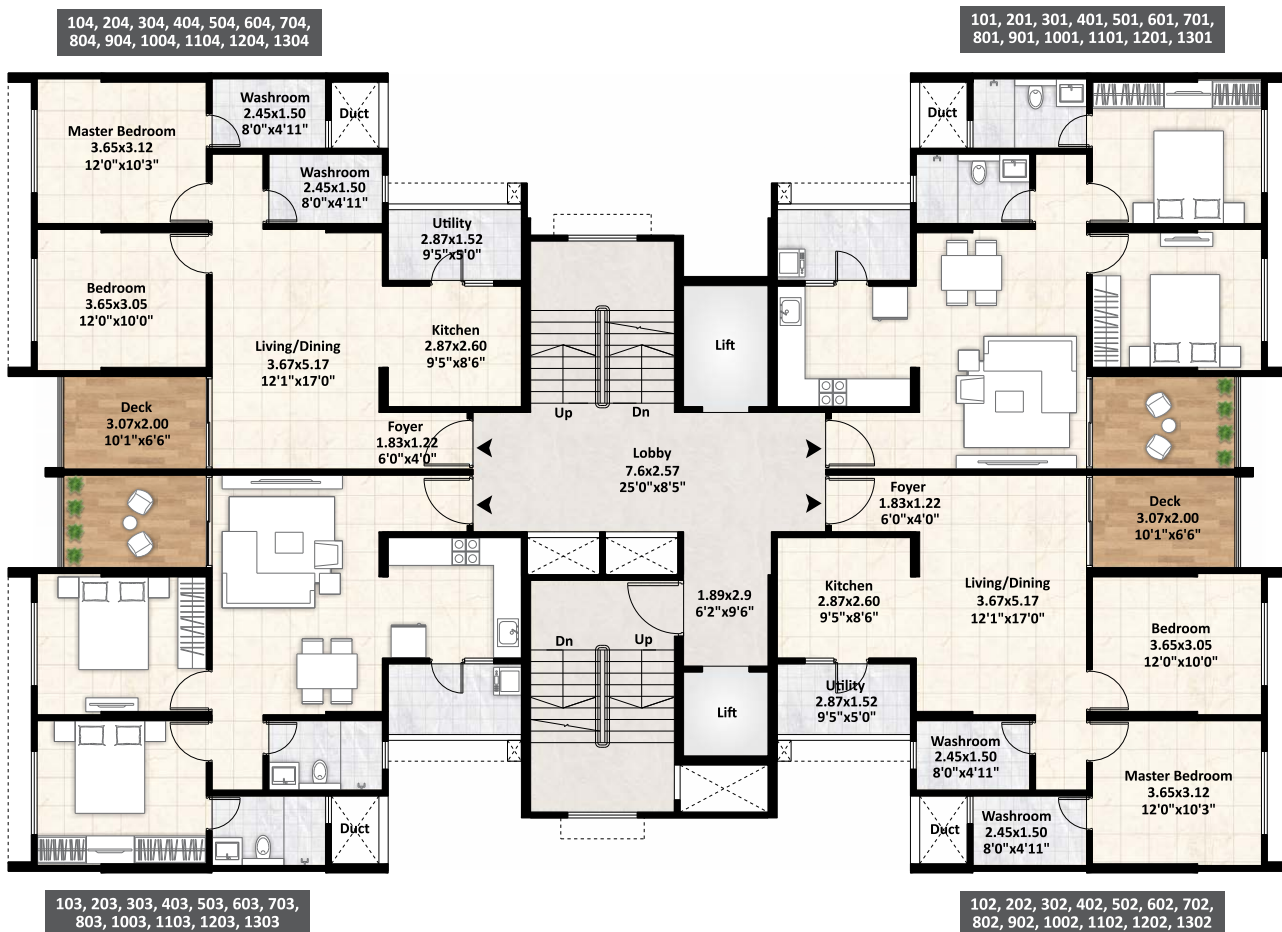 104, 204, 304, 404, 504, 604, 704,
804, 904, 1004, 1104, 1204, 1304
101, 201, 301, 401, 501, 601, 701,
801, 901, 1001, 1101, 1201, 1301
Master Bedroom
3.65x3.12
12'0"x10'3"
Washroom
2.45x1.50
8'0"x4'11"
Duct
Washroom
2.45x1.50
8'0"x4'11"
Utility
2.87x1.52
9'5"x5'0"
Bedroom
3.65x3.05
12'0"x10'0"
Living/Dining
3.67x5.17
12'1"x17'0"
Kitchen
2.87x2.60
9'5"x8'6"
Deck
3.07x2.00
10'1"x6'6"
Foyer
1.83x1.22
6'0"x4'0"
Up
Dn
Lift
Duct
Lobby
7.6x2.57
25'0"x8'5"
Foyer
1.83x1.22
6'0"x4'0"
Deck
3.07x2.00
10'1"x6'6"
1.89x2.9
6'2"x9'6"
Kitchen
2.87x2.60
9'5"x8'6"
Living/Dining
3.67x5.17
12'1"x17'0"
Bedroom
3.65x3.05
12'0"x10'0"
Dn
Up
Lift
Utility
2.87x1.52
9'5"x5'0"
Washroom
2.45x1.50
8'0"x4'11"
Master Bedroom
3.65x3.12
12'0"x10'3"
Duct
Duct
Washroom
2.45x1.50
8'0"x4'11"
103, 203, 303, 403, 503, 603, 703,
803, 1003, 1103, 1203, 1303
102, 202, 302, 402, 502, 602, 702,
802, 902, 1002, 1102, 1202, 1302